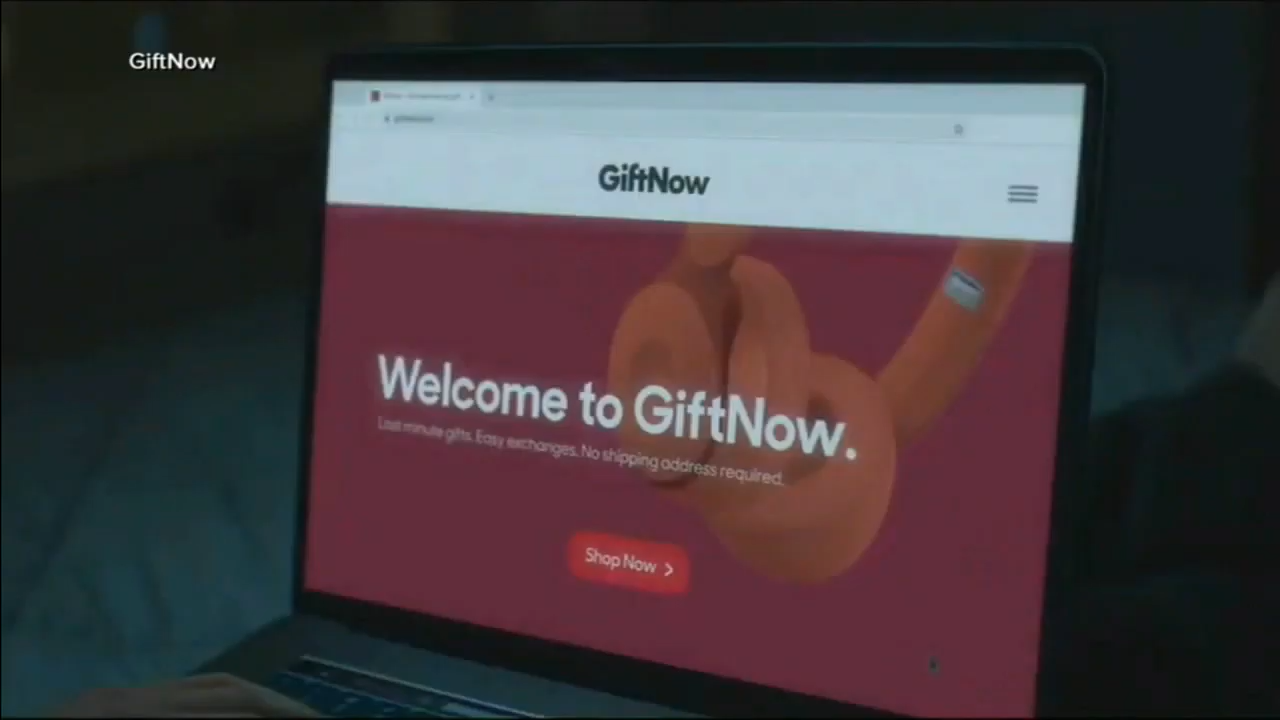 GiftNow
GiftNow
Welcome to GiftNow.
Last minute gifts. Easy exchanges. No shipping address required.
Shop Now >